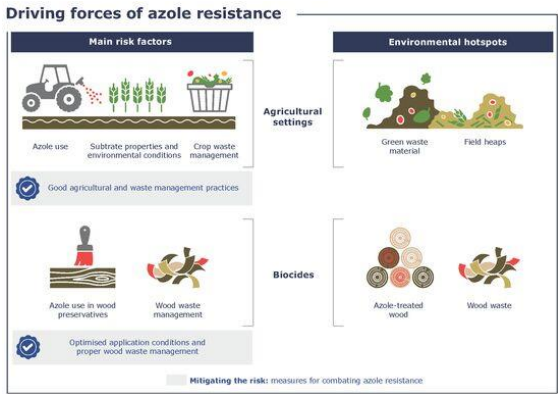 Driving forces of azole resistance
Main risk factors
Environmental hotspots
Azole use
Subtrate properties and
environmental conditions
Crop waste
management
Agricultural
settings
Green waste
material
Field heaps
Good agricultural and waste management practices
Azole use in wood
preservatives
Wood waste
management
Biocides
Azole-treated
wood
Wood waste
Optimised application conditions and
proper wood waste management
Mitigating the risk: measures for combating azole resistance